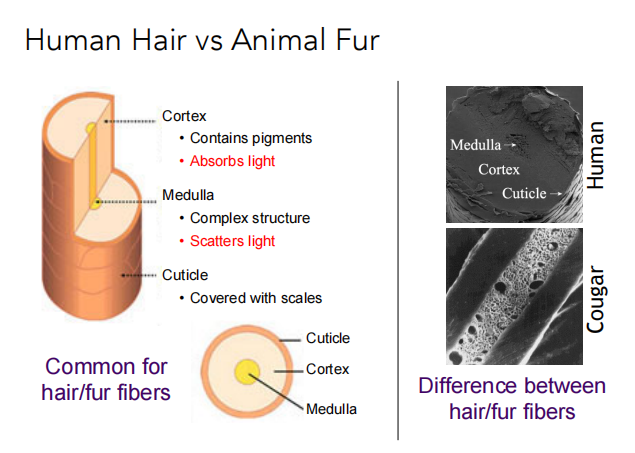 Human Hair vs Animal Fur
Cortex
• Contains pigments
• Absorbs light
Medulla
• Complex structure
• Scatters light
Cuticle
• Covered with scales
Common for
hair/fur fibers
Cuticle
Cortex
Medulla
Medulla
Cortex
Cuticle
Human
Cougar
Difference between
hair/fur fibers